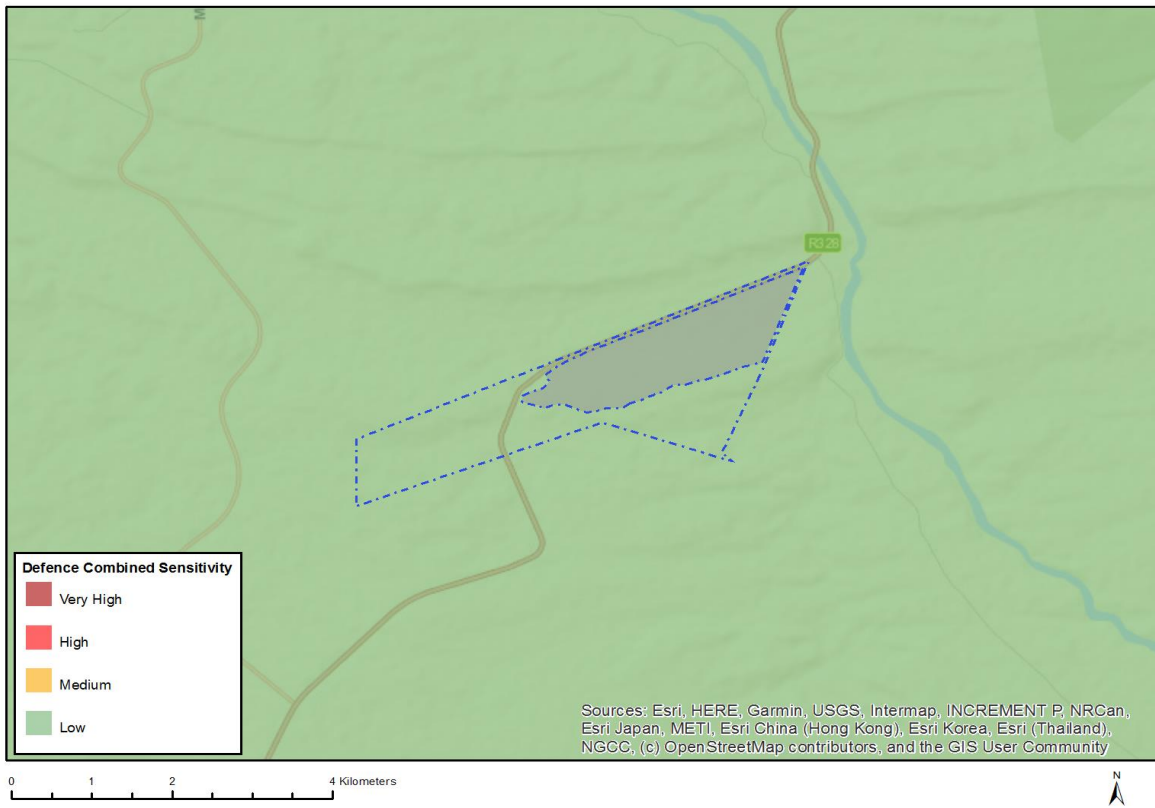 M
R328
Defence Combined Sensitivity
Very High
High
Medium
Low
Sources: Esri, HERE, Garmin, USGS, Intermap, INCREMENT P, NRCan,
Esri Japan, METI, Esri China (Hong Kong), Esri Korea, Esri (Thailand),
NGCC, (c) OpenStreetMap contributors, and the GIS User Community
0 1 2 4 Kilometers
N